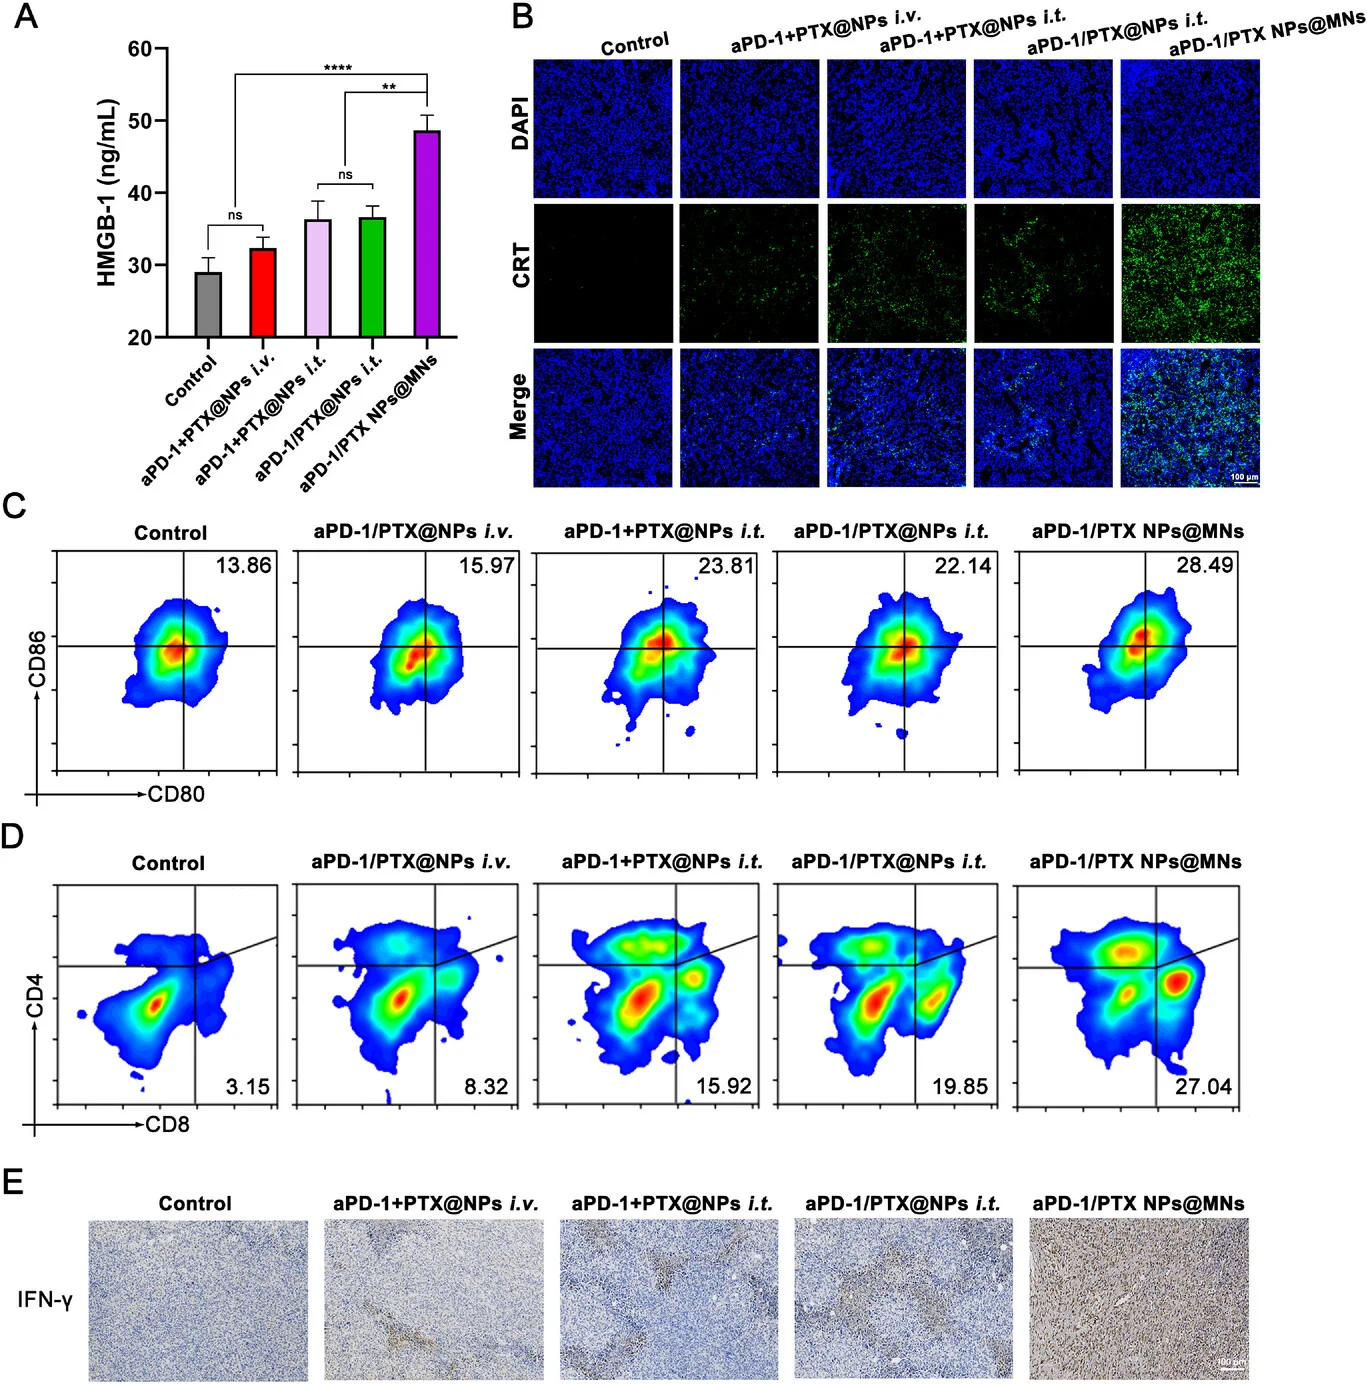 A
HMGB-1 (ng/mL)
60
50
40
30
20
****
**
ns
ns
Control
aPD-1+PTX@NPs i.v.
aPD-1+PTX@NPs i.t.
aPD-1/PTX@NPs i.t.
aPD-1/PTX NPs@MNs
B
Control
aPD-1+PTX@NPs i.v.
aPD-1+PTX@NPs i.t.
aPD-1/PTX@NPs i.t.
aPD-1/PTX NPs@MNs
DAPI
CRT
Merge
100 μm
C
Control
aPD-1/PTX@NPs i.v.
aPD-1+PTX@NPs i.t.
aPD-1/PTX@NPs i.t.
aPD-1/PTX NPs@MNs
13.86
15.97
23.81
22.14
28.49
CD86
CD80
D
Control
aPD-1/PTX@NPs i.v.
aPD-1+PTX@NPs i.t.
aPD-1/PTX@NPs i.t.
aPD-1/PTX NPs@MNs
CD4
3.15
8.32
15.92
19.85
27.04
CD8
E
Control
aPD-1+PTX@NPs i.v.
aPD-1+PTX@NPs i.t.
aPD-1/PTX@NPs i.t.
aPD-1/PTX NPs@MNs
IFN-γ
100 μm